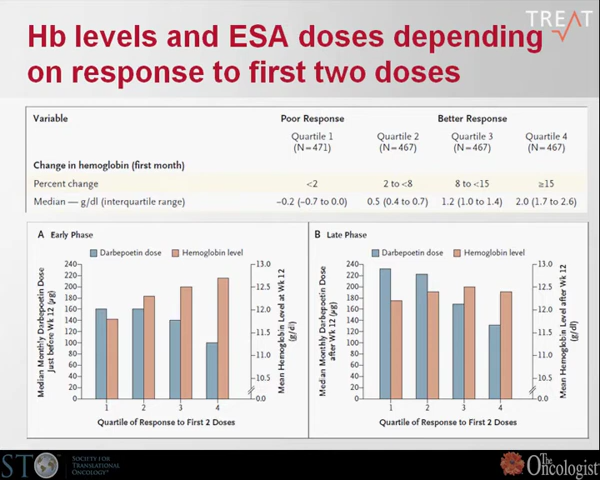 TREAT
Hb levels and ESA doses depending
on response to first two doses
Variable Poor Response Better Response
Quartile 1 Quartile 2 Quartile 3 Quartile 4
(N=471) (N=467) (N=467) (N=467)
Change in hemoglobin (first month)
Percent change <2 2 to <8 8 to <15 ≥15
Median — g/dl (interquartile range) −0.2 (−0.7 to 0.0) 0.5 (0.4 to 0.7) 1.2 (1.0 to 1.4) 2.0 (1.7 to 2.6)
A Early Phase
Darbepoetin dose Hemoglobin level
Median Monthly Darbepoetin Dose
Just before Wk 12 (µg)
240
220
200
180
160
140
120
100
80
60
40
20
0
13.0
12.5
12.0
11.5
11.0
10.5
0.0
Mean Hemoglobin Level at Wk 12
(g/dl)
1 2 3 4
Quartile of Response to First 2 Doses
B Late Phase
Darbepoetin dose Hemoglobin level
Median Monthly Darbepoetin Dose
after Wk 12 (µg)
240
220
200
180
160
140
120
100
80
60
40
20
0
13.0
12.5
12.0
11.5
11.0
10.5
0.0
Mean Hemoglobin Level after Wk 12
(g/dl)
1 2 3 4
Quartile of Response to First 2 Doses
STO
SOCIETY FOR
TRANSLATIONAL
ONCOLOGY
The
Oncologist